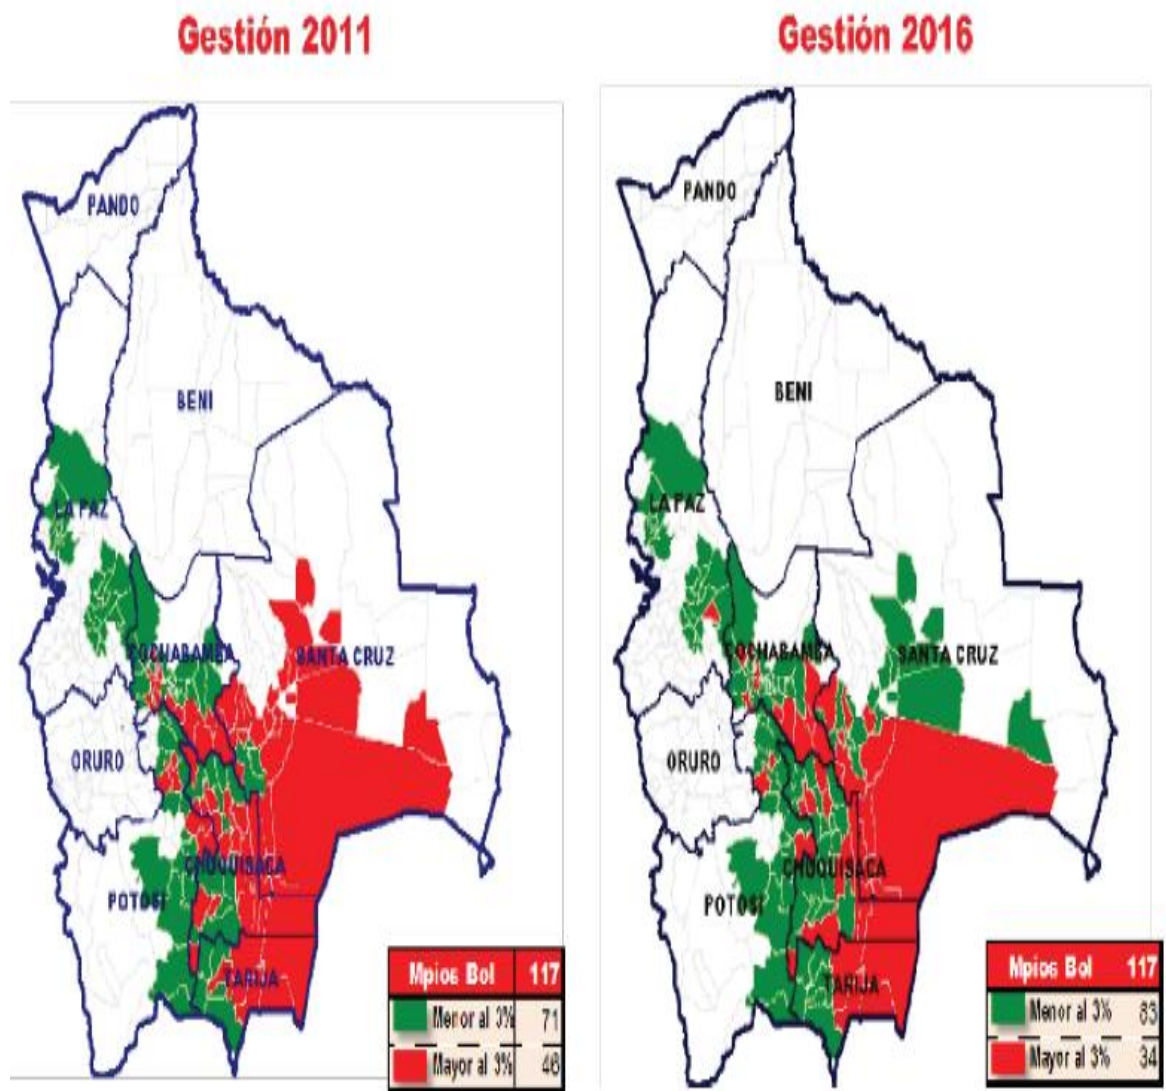 Gestión 2011
PANDO
BENI
LA PAZ
COCHABAMBA
SANTA CRUZ
ORURO
CHUQUISACA
POTOSI
TARIJA
Mpios Bol 117
Menor al 3% 71
Mayor al 3% 46
Gestión 2016
PANDO
BENI
LA PAZ
COCHABAMBA
SANTA CRUZ
ORURO
CHUQUISACA
POTOSI
TARIJA
Mpios Bol 117
Menor al 3% 83
Mayor al 3% 34